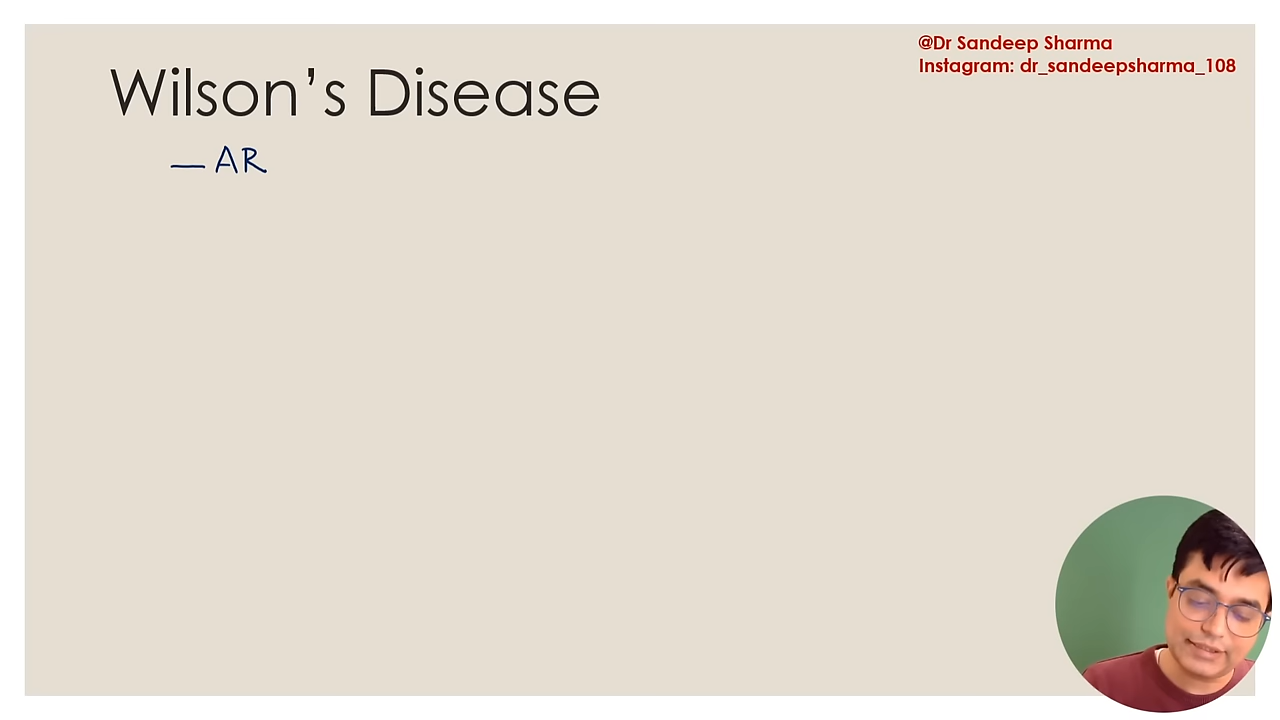 @Dr Sandeep Sharma
Instagram: dr_sandeepsharma_108
Wilson’s Disease
— AR